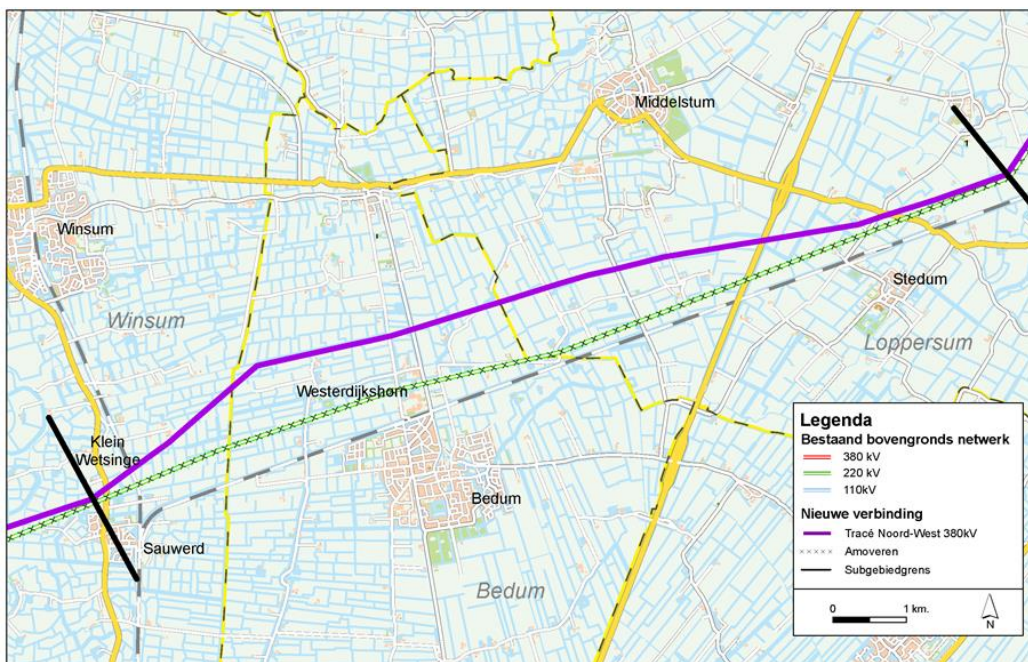 Middelstum
Winsum
Winsum
Stedum
Loppersum
Westerdijkshorn
Klein
Wetsinge
Bedum
Sauwerd
Bedum
Legenda
Bestaand bovengronds netwerk
380 kV
220 kV
110kV
Nieuwe verbinding
Tracé Noord-West 380kV
Amoveren
Subgebiedgrens
0 1 km.
N